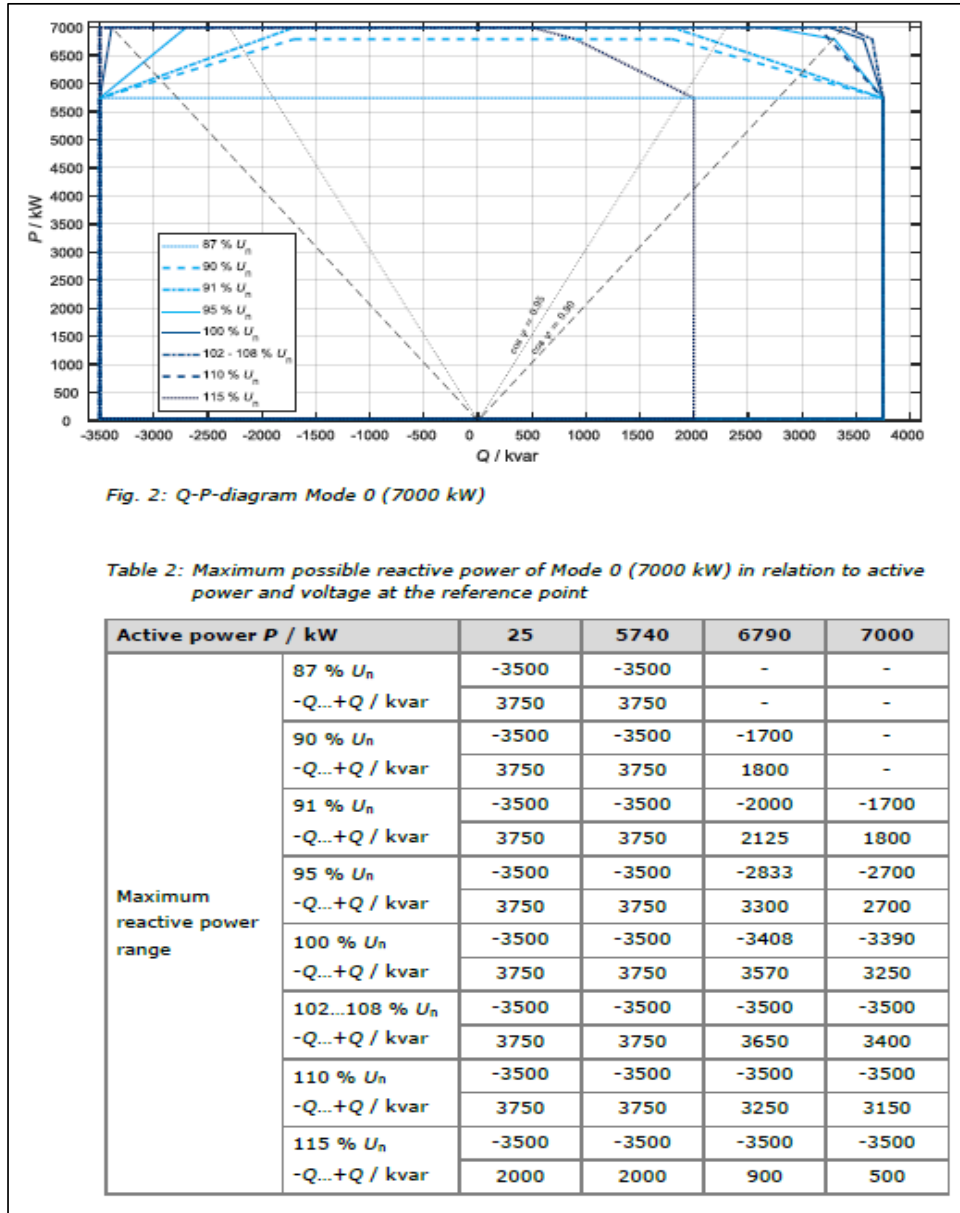 7000
6500
6000
5500
5000
4500
4000
3500
3000
2500
2000
1500
1000
500
0
P / kW
87 % Un
90 % Un
91 % Un
95 % Un
100 % Un
102 - 108 % Un
110 % Un
115 % Un
cos φ = 0.95
cos φ = 0.90
-3500 -3000 -2500 -2000 -1500 -1000 -500 0 500 1000 1500 2000 2500 3000 3500 4000
Q / kvar
Fig. 2: Q-P-diagram Mode 0 (7000 kW)
Table 2: Maximum possible reactive power of Mode 0 (7000 kW) in relation to active
power and voltage at the reference point
Active power P / kW 25 5740 6790 7000
Maximum
reactive power
range
87 % Un -3500 -3500 - -
-Q...+Q / kvar 3750 3750 - -
90 % Un -3500 -3500 -1700 -
-Q...+Q / kvar 3750 3750 1800 -
91 % Un -3500 -3500 -2000 -1700
-Q...+Q / kvar 3750 3750 2125 1800
95 % Un -3500 -3500 -2833 -2700
-Q...+Q / kvar 3750 3750 3300 2700
100 % Un -3500 -3500 -3408 -3390
-Q...+Q / kvar 3750 3750 3570 3250
102...108 % Un -3500 -3500 -3500 -3500
-Q...+Q / kvar 3750 3750 3650 3400
110 % Un -3500 -3500 -3500 -3500
-Q...+Q / kvar 3750 3750 3250 3150
115 % Un -3500 -3500 -3500 -3500
-Q...+Q / kvar 2000 2000 900 500